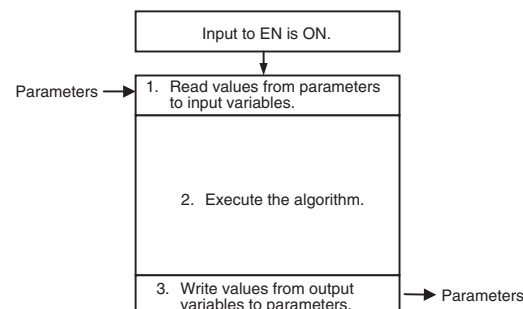 Input to EN is ON.
Parameters
1. Read values from parameters
to input variables.
2. Execute the algorithm.
3. Write values from output
variables to parameters.
Parameters